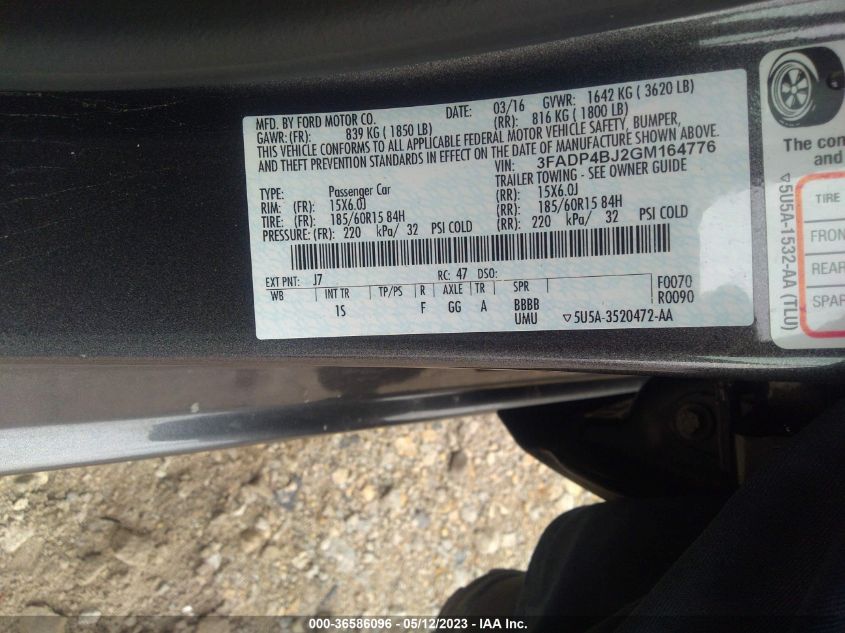 MFD. BY FORD MOTOR CO.
DATE: 03/16 GVWR: 1642 KG ( 3620 LB)
GAWR: (FR): 839 KG ( 1850 LB) (RR): 816 KG ( 1800 LB)
THIS VEHICLE CONFORMS TO ALL APPLICABLE FEDERAL MOTOR VEHICLE SAFETY, BUMPER,
AND THEFT PREVENTION STANDARDS IN EFFECT ON THE DATE OF MANUFACTURE SHOWN ABOVE.
VIN: 3FADP4BJ2GM164776
TYPE: Passenger Car TRAILER TOWING - SEE OWNER GUIDE
RIM: (FR): 15X6.0J (RR): 15X6.0J
TIRE: (FR): 185/60R15 84H (RR): 185/60R15 84H
PRESSURE: (FR): 220 kPa/ 32 PSI COLD (RR): 220 kPa/ 32 PSI COLD
EXT PNT: J7 RC: 47 DSO: F0070
WB INT TR TP/PS R AXLE TR SPR R0090
1S F GG A BBBB
UMU ▽5U5A-3520472-AA
▽5U5A-1532-AA (TLU)
The con
and
TIRE
FRON
REAR
SPAR
000-36586096 - 05/12/2023 - IAA Inc.